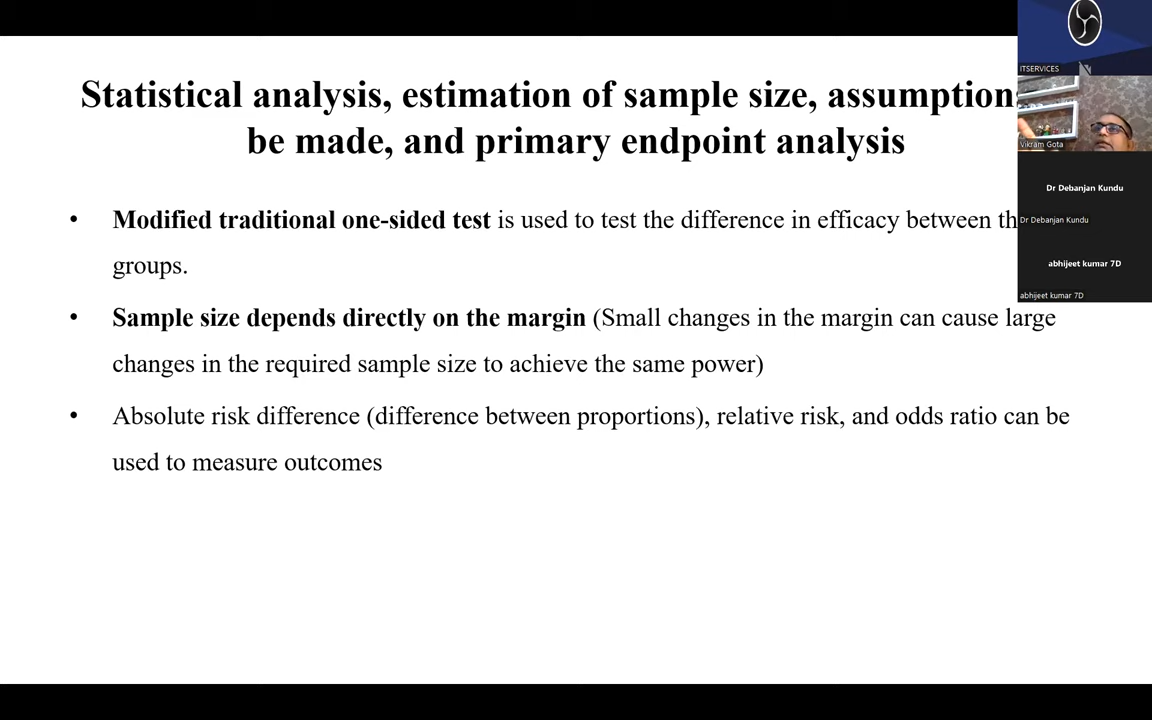 Statistical analysis, estimation of sample size, assumption
be made, and primary endpoint analysis
• Modified traditional one-sided test is used to test the difference in efficacy between
groups.
• Sample size depends directly on the margin (Small changes in the margin can cause large
changes in the required sample size to achieve the same power)
• Absolute risk difference (difference between proportions), relative risk, and odds ratio can be
used to measure outcomes
ITSERVICES
Vikram Gota
Dr Debanjan Kundu
Dr Debanjan Kundu
abhijeet kumar 7D
abhijeet kumar 7D